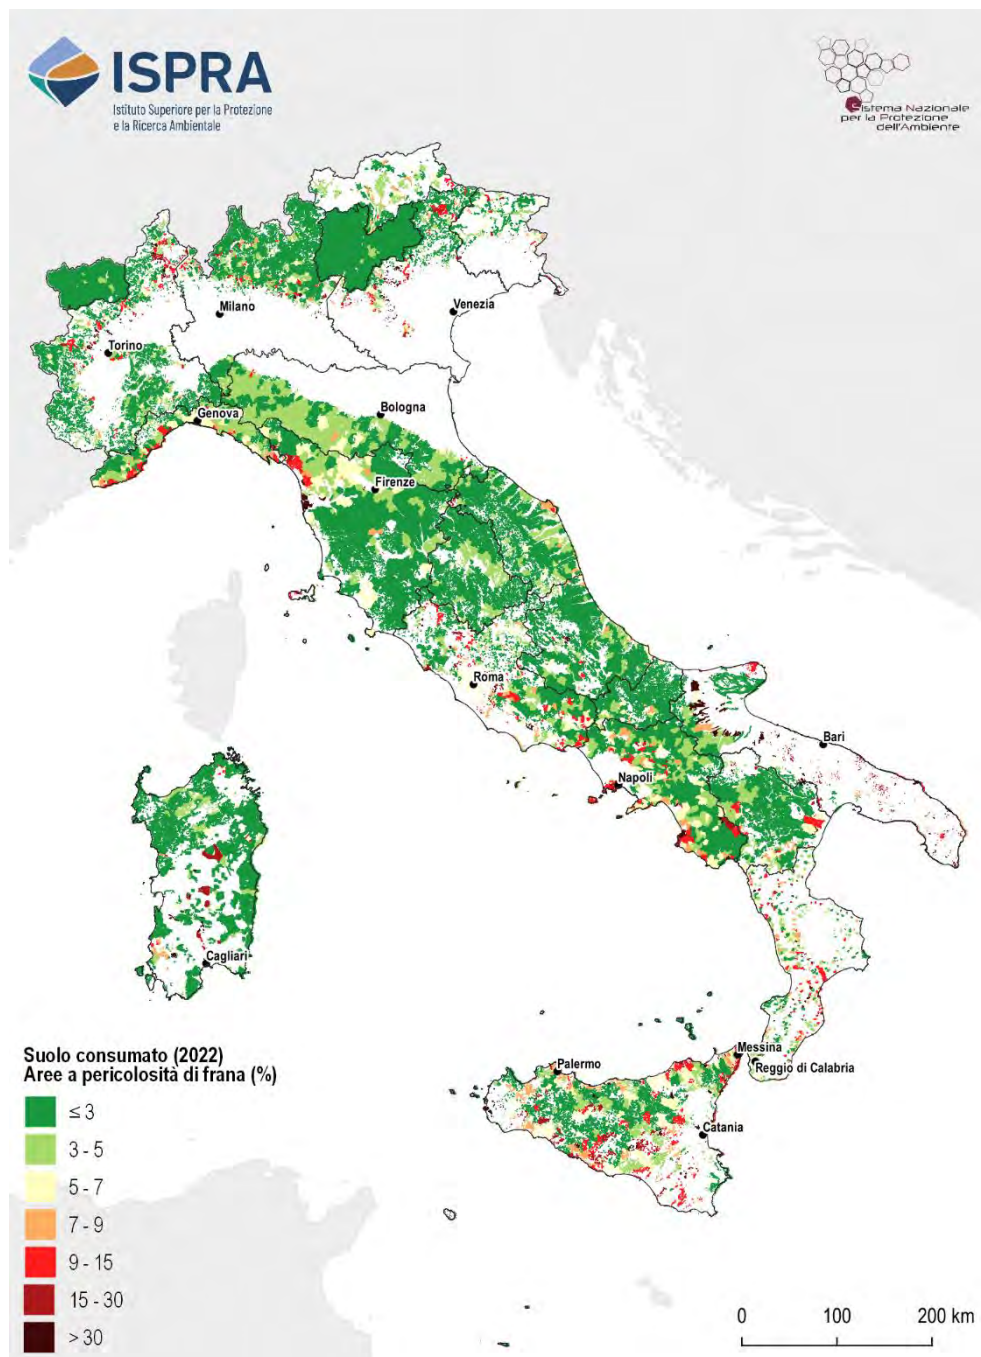 ISPRA
Istituto Superiore per la Protezione
e la Ricerca Ambientale
Sistema Nazionale
per la Protezione
dell'Ambiente
Milano
Venezia
Torino
Genova
Bologna
Firenze
Roma
Bari
Napoli
Cagliari
Messina
Palermo
Reggio di Calabria
Catania
Suolo consumato (2022)
Aree a pericolosità di frana (%)
≤ 3
3 - 5
5 - 7
7 - 9
9 - 15
15 - 30
> 30
0 100 200 km